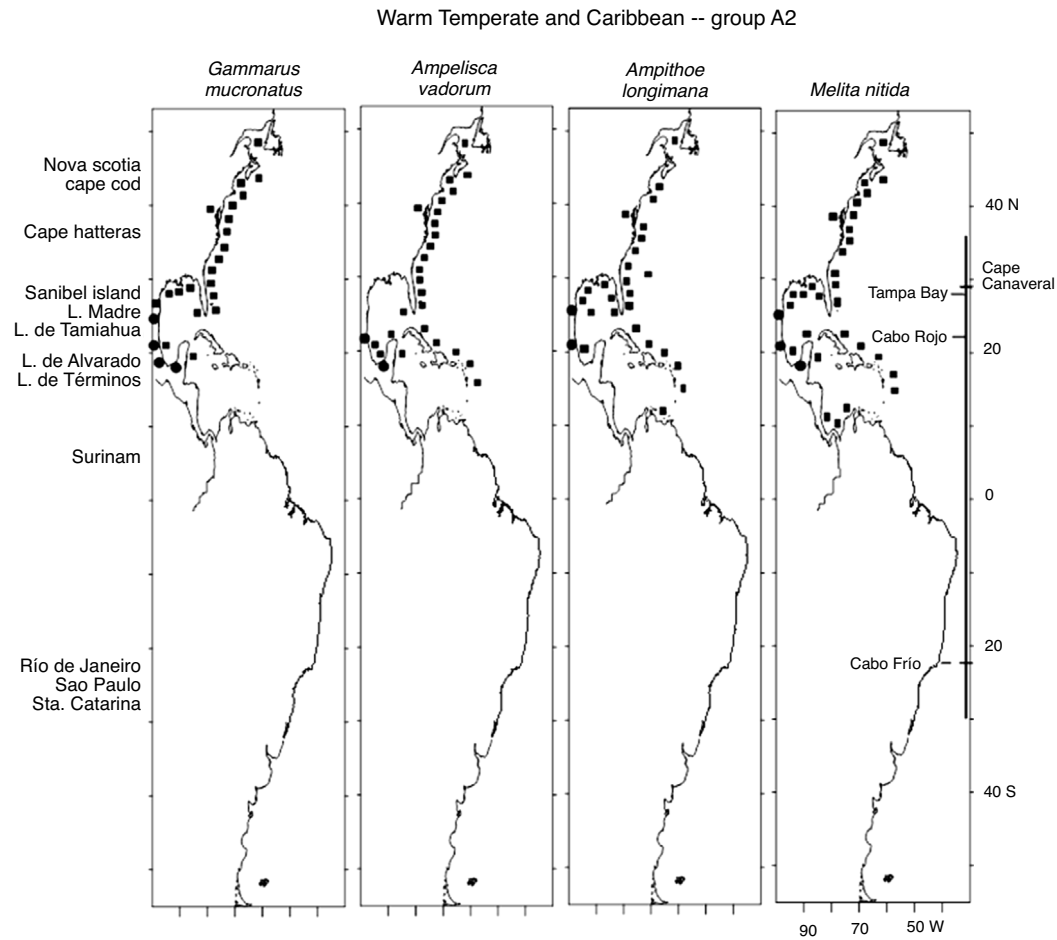 Warm Temperate and Caribbean -- group A2
Gammarus
mucronatus
Ampelisca
vadorum
Ampithoe
longimana
Melita nitida
Nova scotia
cape cod
Cape hatteras
Sanibel island
L. Madre
L. de Tamiahua
L. de Alvarado
L. de Términos
Surinam
Río de Janeiro
Sao Paulo
Sta. Catarina
40 N
Cape
Canaveral
Tampa Bay
Cabo Rojo
20
0
20
Cabo Frío
40 S
90
70
50 W